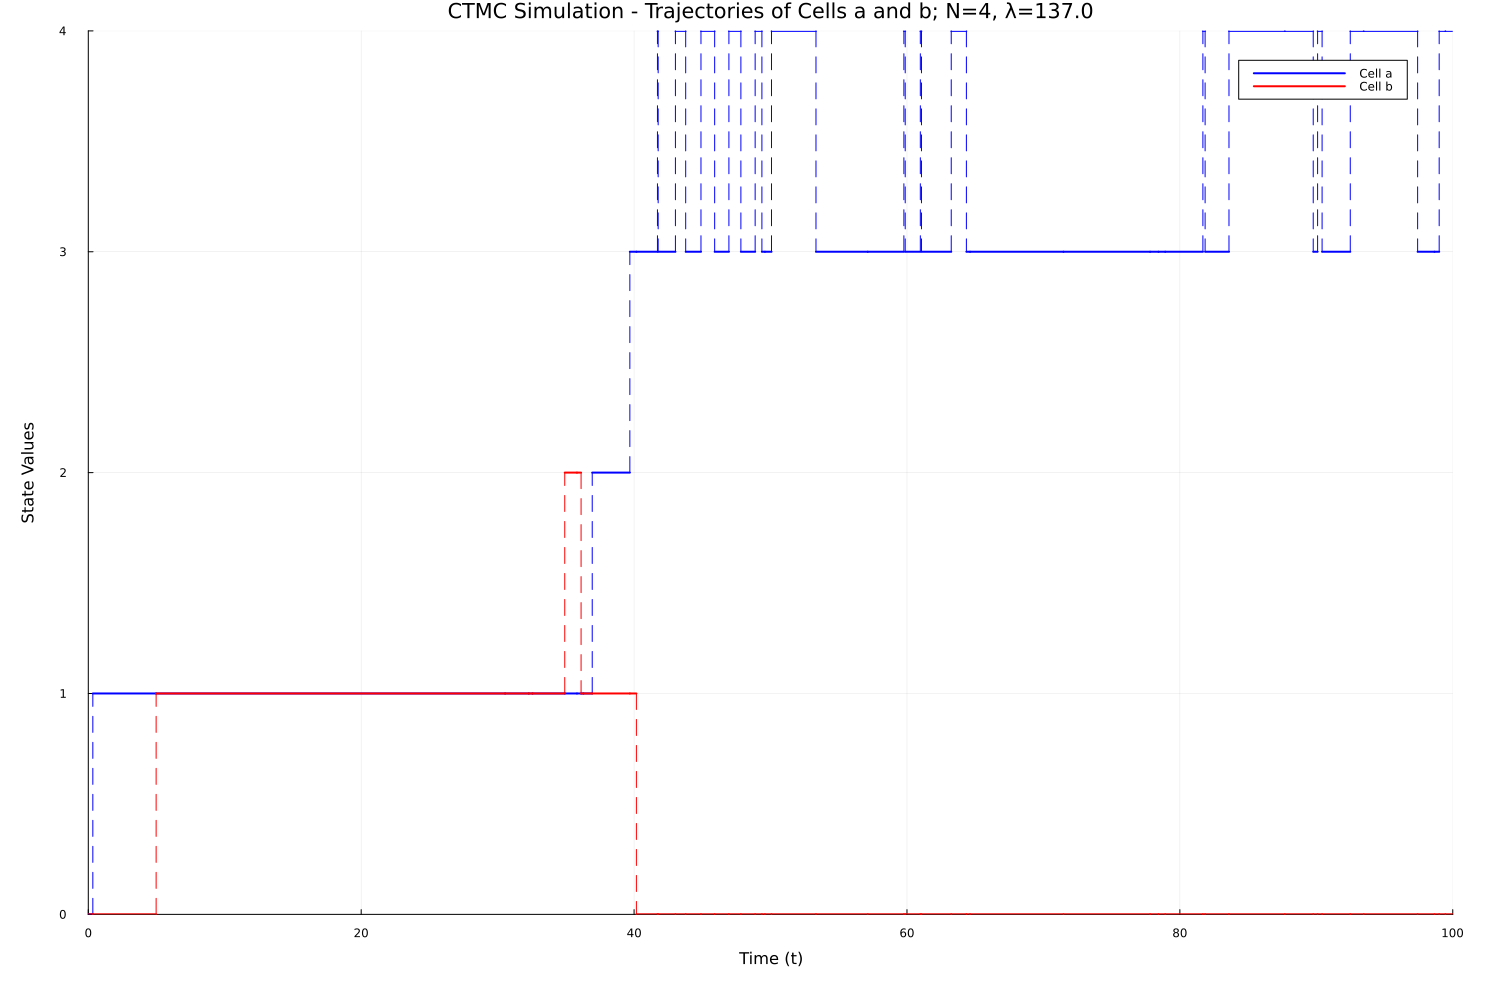 CTMC Simulation - Trajectories of Cells a and b; N=4, λ=137.0
4
Cell a
Cell b
3
State Values
2
1
0
0 20 40 60 80 100
Time (t)